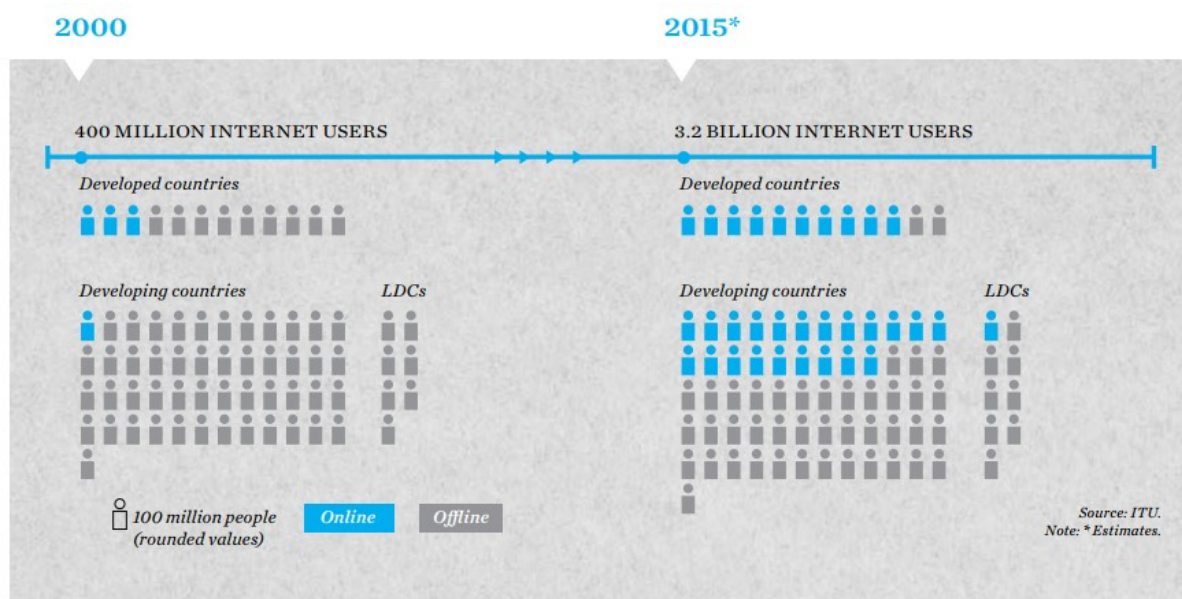 2000
2015*
400 MILLION INTERNET USERS
3.2 BILLION INTERNET USERS
Developed countries
Developed countries
Developing countries
LDCs
Developing countries
LDCs
100 million people
(rounded values)
Online
Offline
Source: ITU.
Note: * Estimates.